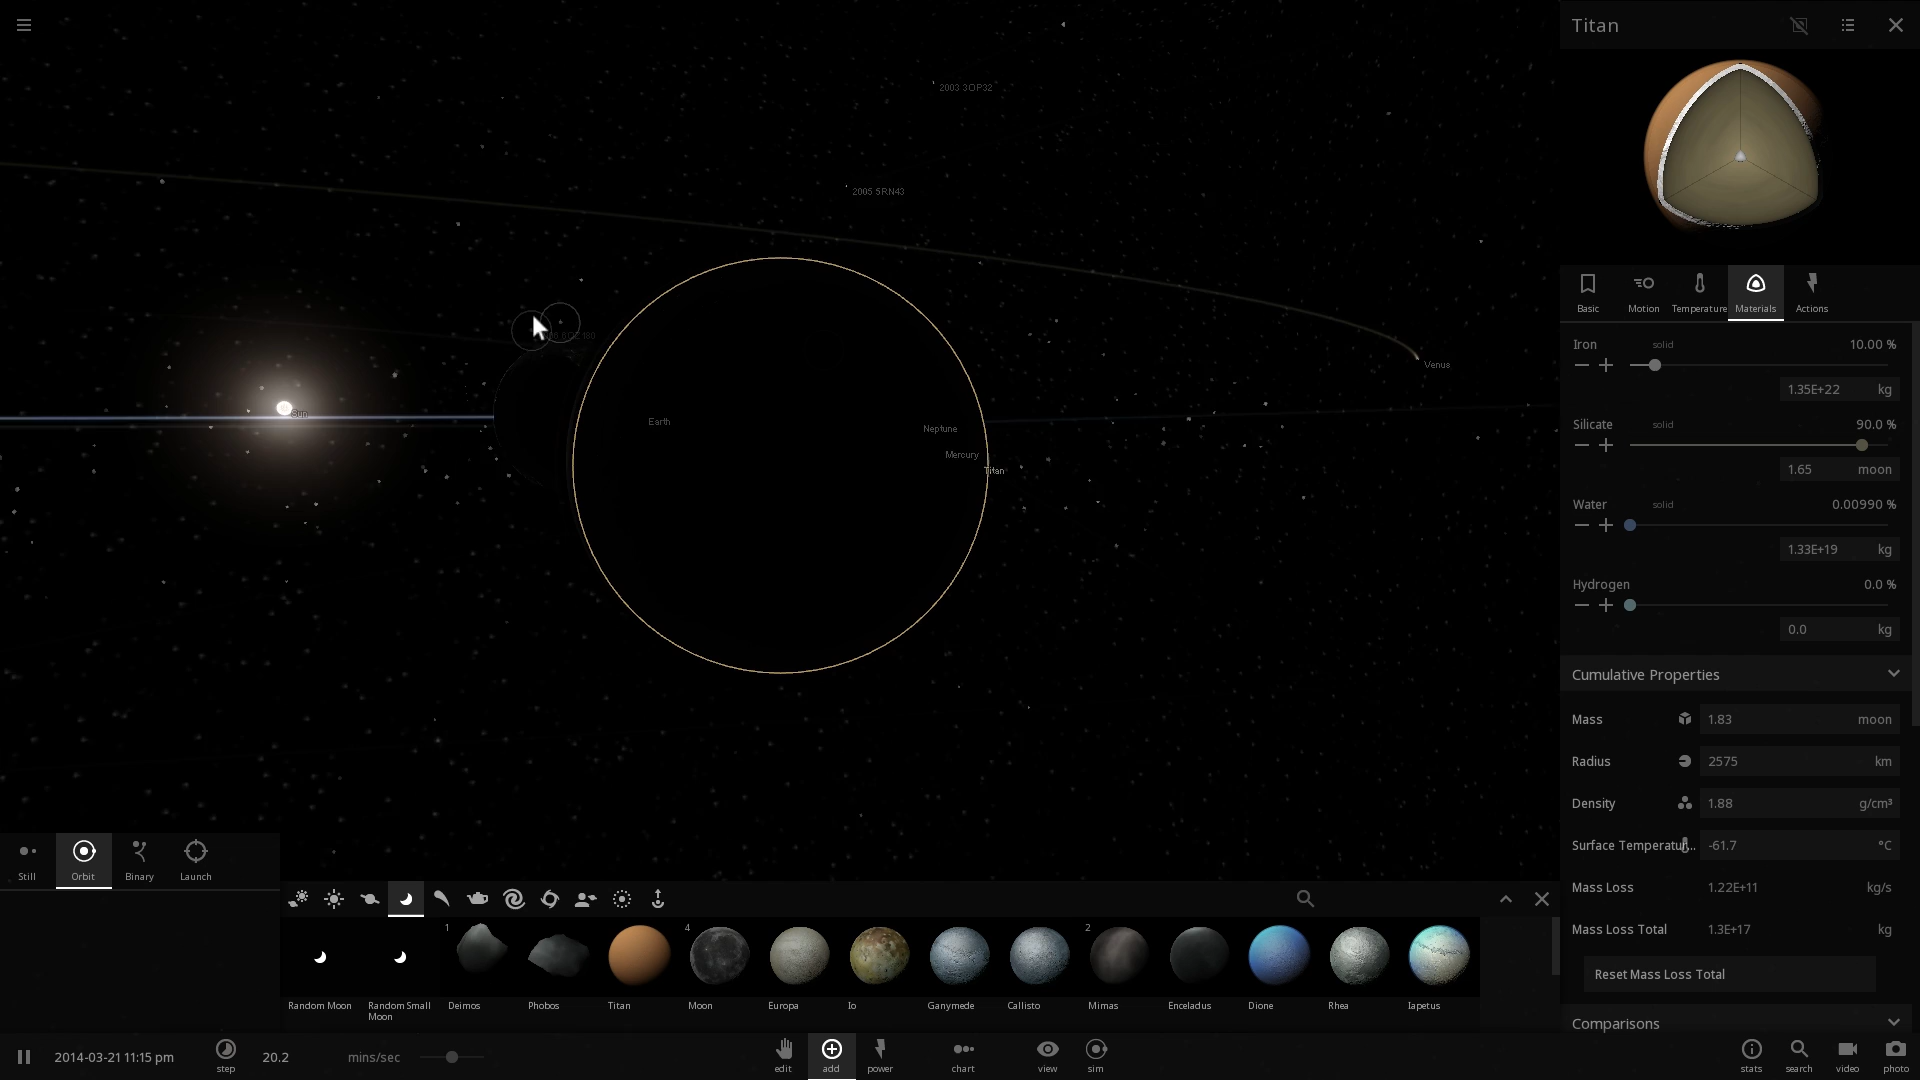 Titan
2003 3OP32
2005 5RN43
Sun
Venus
Earth
Neptune
Mercury
Titan
Basic
Motion
Temperature
Materials
Actions
Iron solid 10.00 %
1.35E+22 kg
Silicate solid 90.0 %
1.65 moon
Water solid 0.00990 %
1.33E+19 kg
Hydrogen 0.0 %
0.0 kg
Cumulative Properties
Mass 1.83 moon
Radius 2575 km
Density 1.88 g/cm³
Surface Temperatur... -61.7 °C
Mass Loss 1.22E+11 kg/s
Mass Loss Total 1.3E+17 kg
Reset Mass Loss Total
Comparisons
Still
Orbit
Binary
Launch
1
4
2
Random Moon
Random Small Moon
Deimos
Phobos
Titan
Moon
Europa
Io
Ganymede
Callisto
Mimas
Enceladus
Dione
Rhea
Iapetus
2014-03-21 11:15 pm
step
20.2
mins/sec
edit
add
power
chart
view
sim
stats
search
video
photo